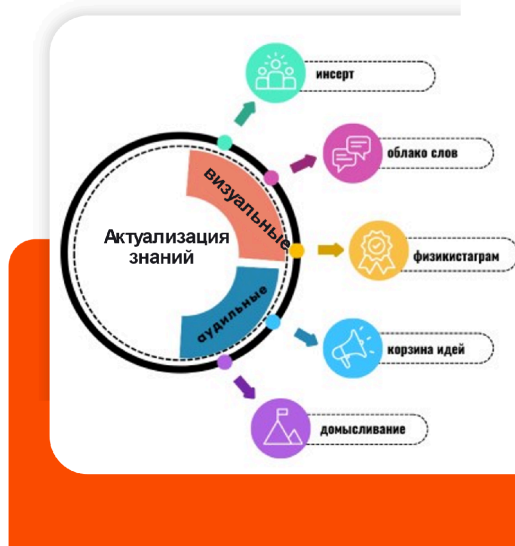 инсерт
облако слов
визуальные
Актуализация
знаний
физикистаграм
аудильные
корзина идей
домысливание